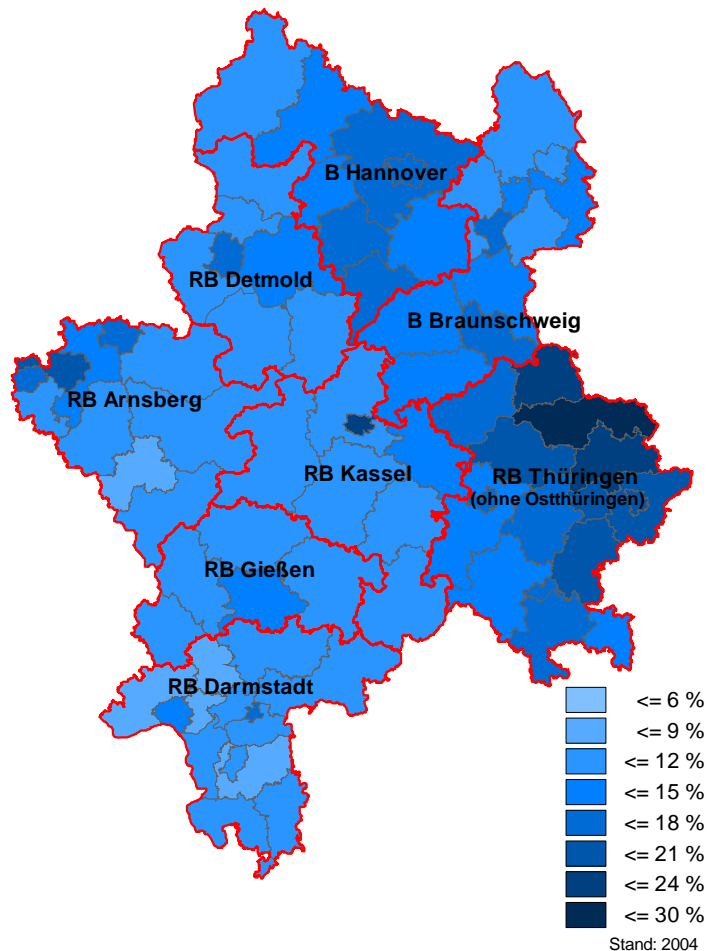 B Hannover
RB Detmold
B Braunschweig
RB Arnsberg
RB Kassel
RB Thüringen
(ohne Ostthüringen)
RB Gießen
RB Darmstadt
<= 6 %
<= 9 %
<= 12 %
<= 15 %
<= 18 %
<= 21 %
<= 24 %
<= 30 %
Stand: 2004